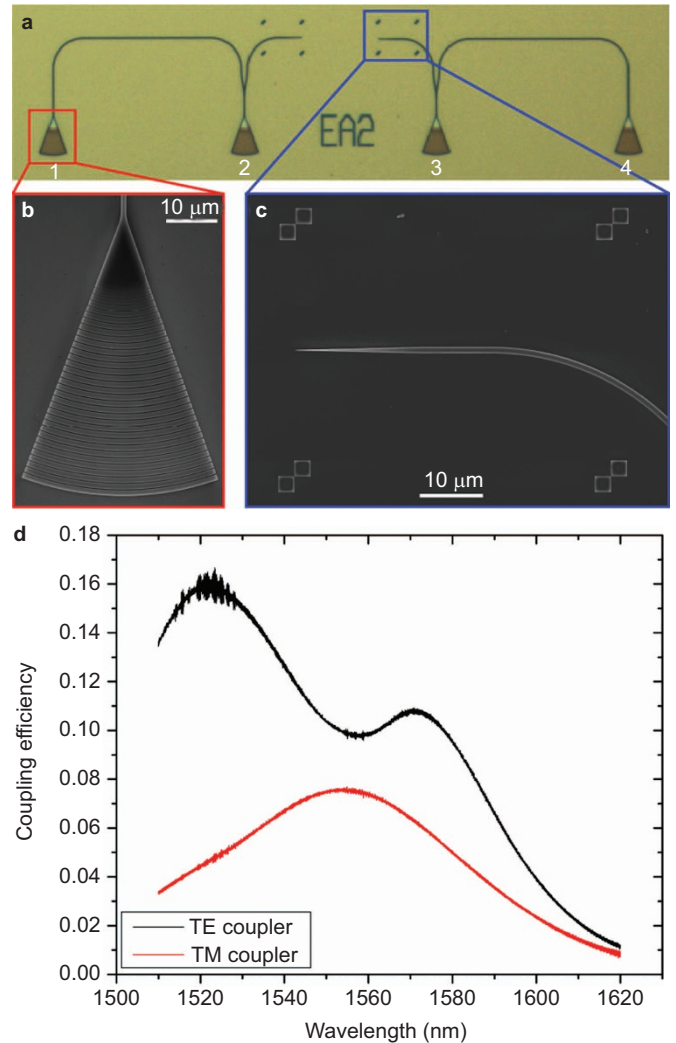 a
EA2
1 2 3 4
b 10 μm
c
10 μm
d
0.18
0.16
0.14
0.12
0.10
0.08
0.06
0.04
0.02
0.00
Coupling efficiency
TE coupler
TM coupler
1500 1520 1540 1560 1580 1600 1620
Wavelength (nm)